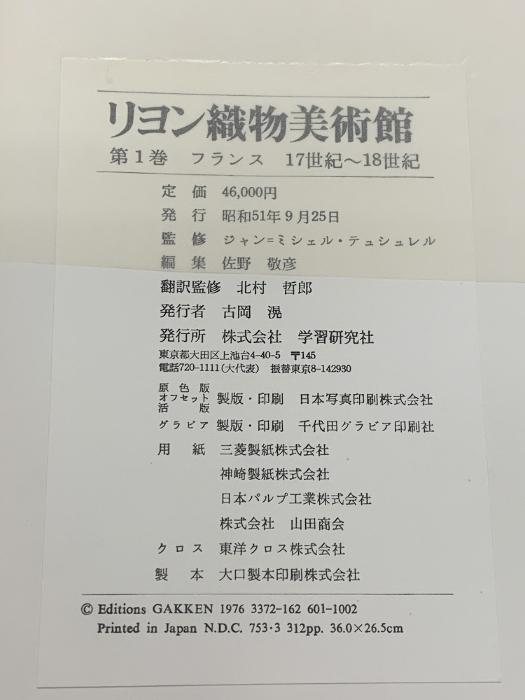 リヨン織物美術館
第1巻 フランス 17世紀～18世紀
定価 46,000円
発行 昭和51年9月25日
監修 ジャン=ミシェル・テュシュレル
編集 佐野 敬彦
翻訳監修 北村 哲郎
発行者 古岡 滉
発行所 株式会社 学習研究社
東京都大田区上池台4-40-5 〒145
電話720-1111(大代表) 振替東京8-142930
原色版
オフセット 製版・印刷 日本写真印刷株式会社
活版
グラビア 製版・印刷 千代田グラビア印刷社
用紙 三菱製紙株式会社
神崎製紙株式会社
日本パルプ工業株式会社
株式会社 山田商会
クロス 東洋クロス株式会社
製本 大口製本印刷株式会社
© Editions GAKKEN 1976 3372-162 601-1002
Printed in Japan N.D.C. 753・3 312pp. 36.0×26.5cm